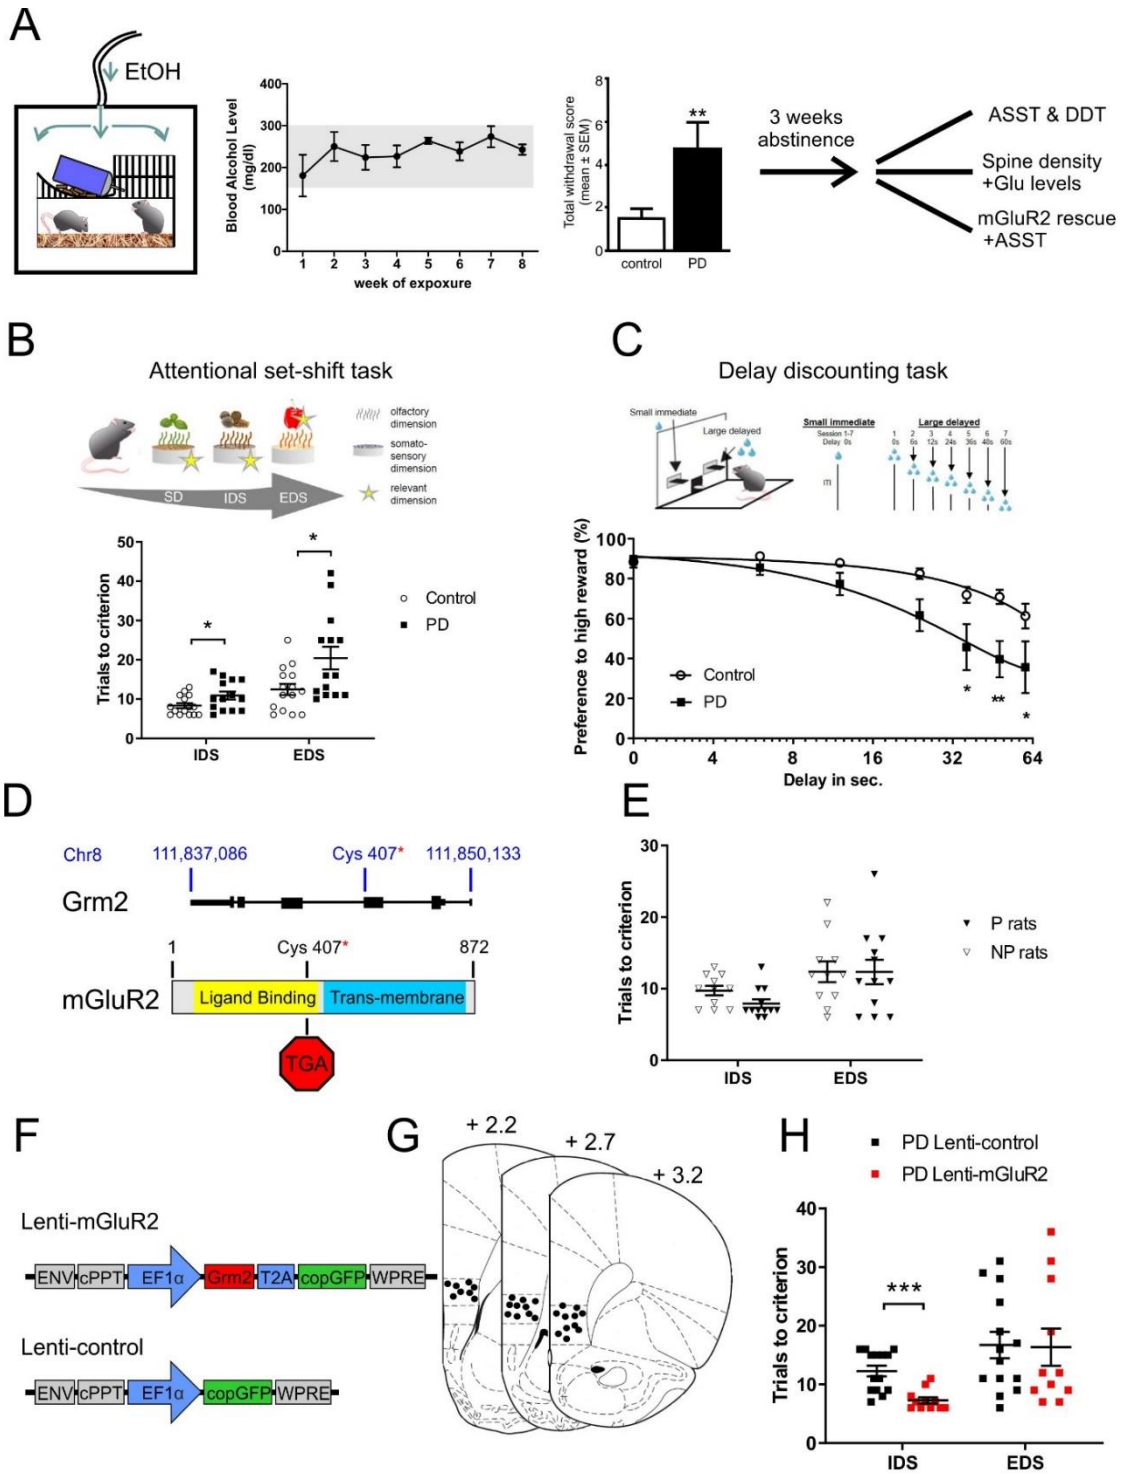 A
EtOH
Blood Alcohol Level
(mg/dl)
400
300
200
100
0
1 2 3 4 5 6 7 8
week of expoxure
Total withdrawal score
(mean ± SEM)
8
6
4
2
0
**
control PD
3 weeks
abstinence
ASST & DDT
Spine density
+Glu levels
mGluR2 rescue
+ASST
B
Attentional set-shift task
SD IDS EDS
olfactory
dimension
somato-
sensory
dimension
relevant
dimension
Trials to criterion
50
40
30
20
10
0
*
*
IDS EDS
Control
PD
C
Delay discounting task
Small immediate
Large delayed
Small immediate
Session 1-7
Delay 0s
Large delayed
1 2 3 4 5 6 7
0s 6s 12s 24s 36s 48s 60s
Preference to high reward (%)
100
80
60
40
20
0
Control
PD
*
**
*
0 4 8 16 32 64
Delay in sec.
D
Chr8
111,837,086
Cys 407*
111,850,133
Grm2
1
Cys 407*
872
mGluR2
Ligand Binding
Trans-membrane
TGA
E
Trials to criterion
30
20
10
0
IDS EDS
P rats
NP rats
F
Lenti-mGluR2
ENV cPPT EF1α Grm2 T2A copGFP WPRE
Lenti-control
ENV cPPT EF1α copGFP WPRE
G
+ 2.2
+ 2.7
+ 3.2
H
PD Lenti-control
PD Lenti-mGluR2
Trials to criterion
40
30
20
10
0
***
IDS EDS